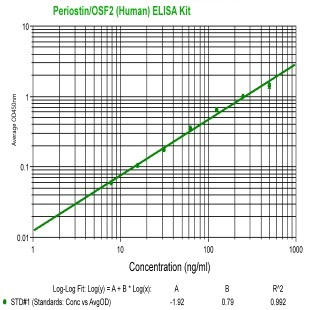 Periostin/OSF2 (Human) ELISA Kit
10
1
0.1
0.01
Average OD450nm
1 10 100 1000
Concentration (ng/ml)
Log-Log Fit: Log(y) = A + B * Log(x): A B R^2
STD#1 (Standards: Conc vs AvgOD) -1.92 0.79 0.992